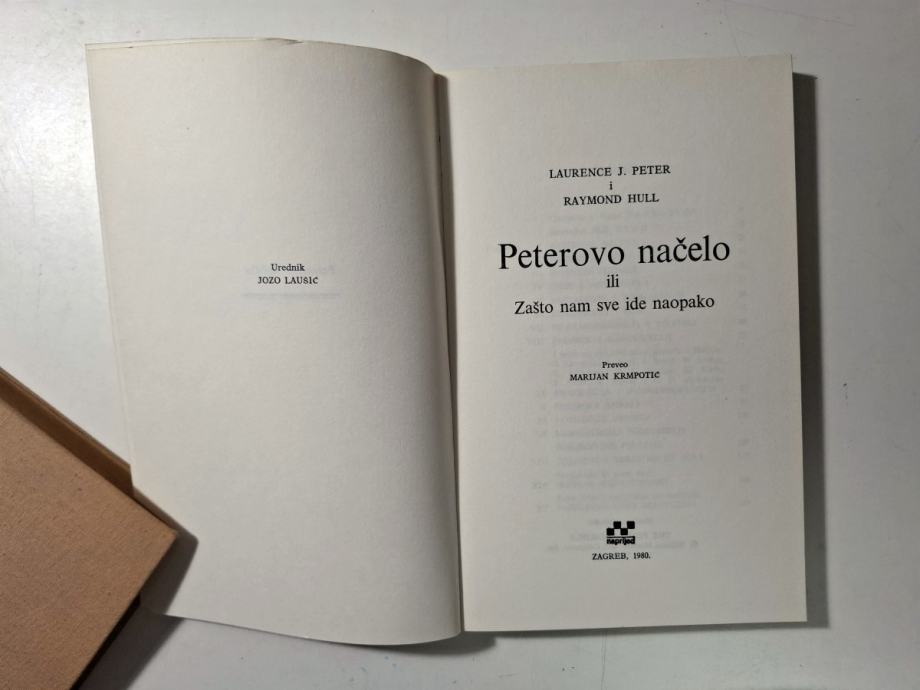 Urednik
JOZO LAUŠIĆ
LAURENCE J. PETER
i
RAYMOND HULL
Peterovo načelo
ili
Zašto nam sve ide naopako
Preveo
MARIJAN KRMPOTIĆ
naprijed
ZAGREB, 1980.